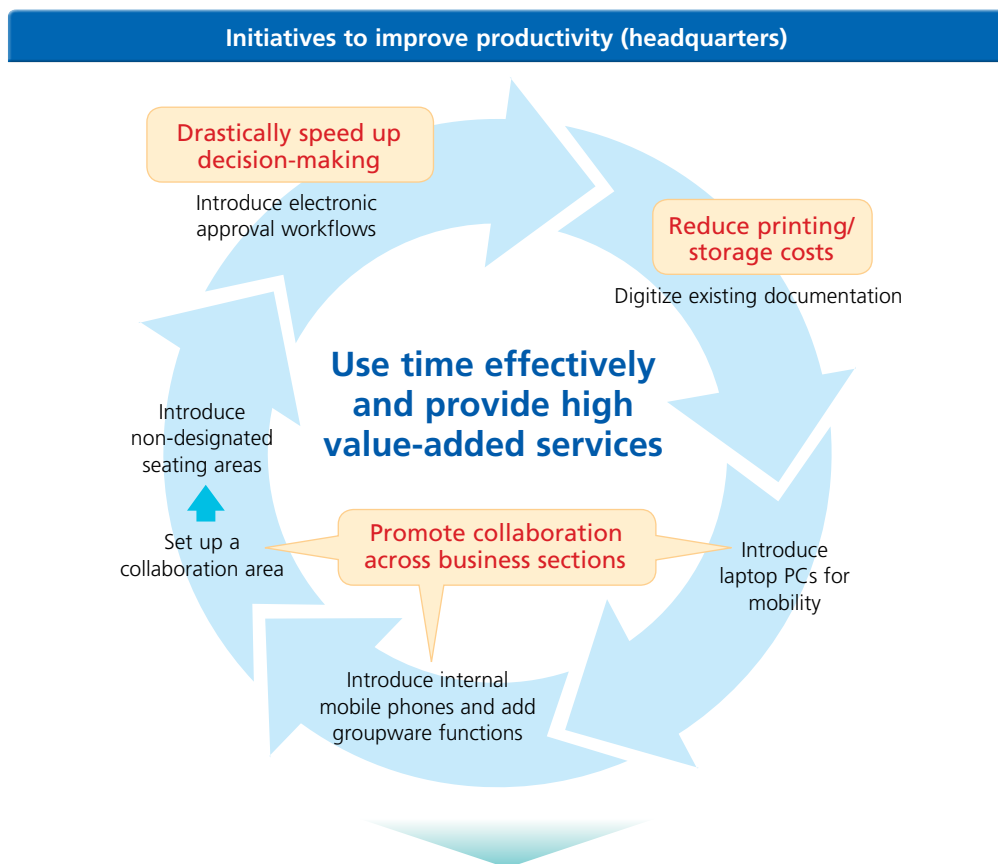 Initiatives to improve productivity (headquarters)
Drastically speed up
decision-making
Introduce electronic
approval workflows
Reduce printing/
storage costs
Digitize existing documentation
Use time effectively
and provide high
value-added services
Introduce
non-designated
seating areas
Set up a
collaboration area
Promote collaboration
across business sections
Introduce
laptop PCs for
mobility
Introduce internal
mobile phones and add
groupware functions